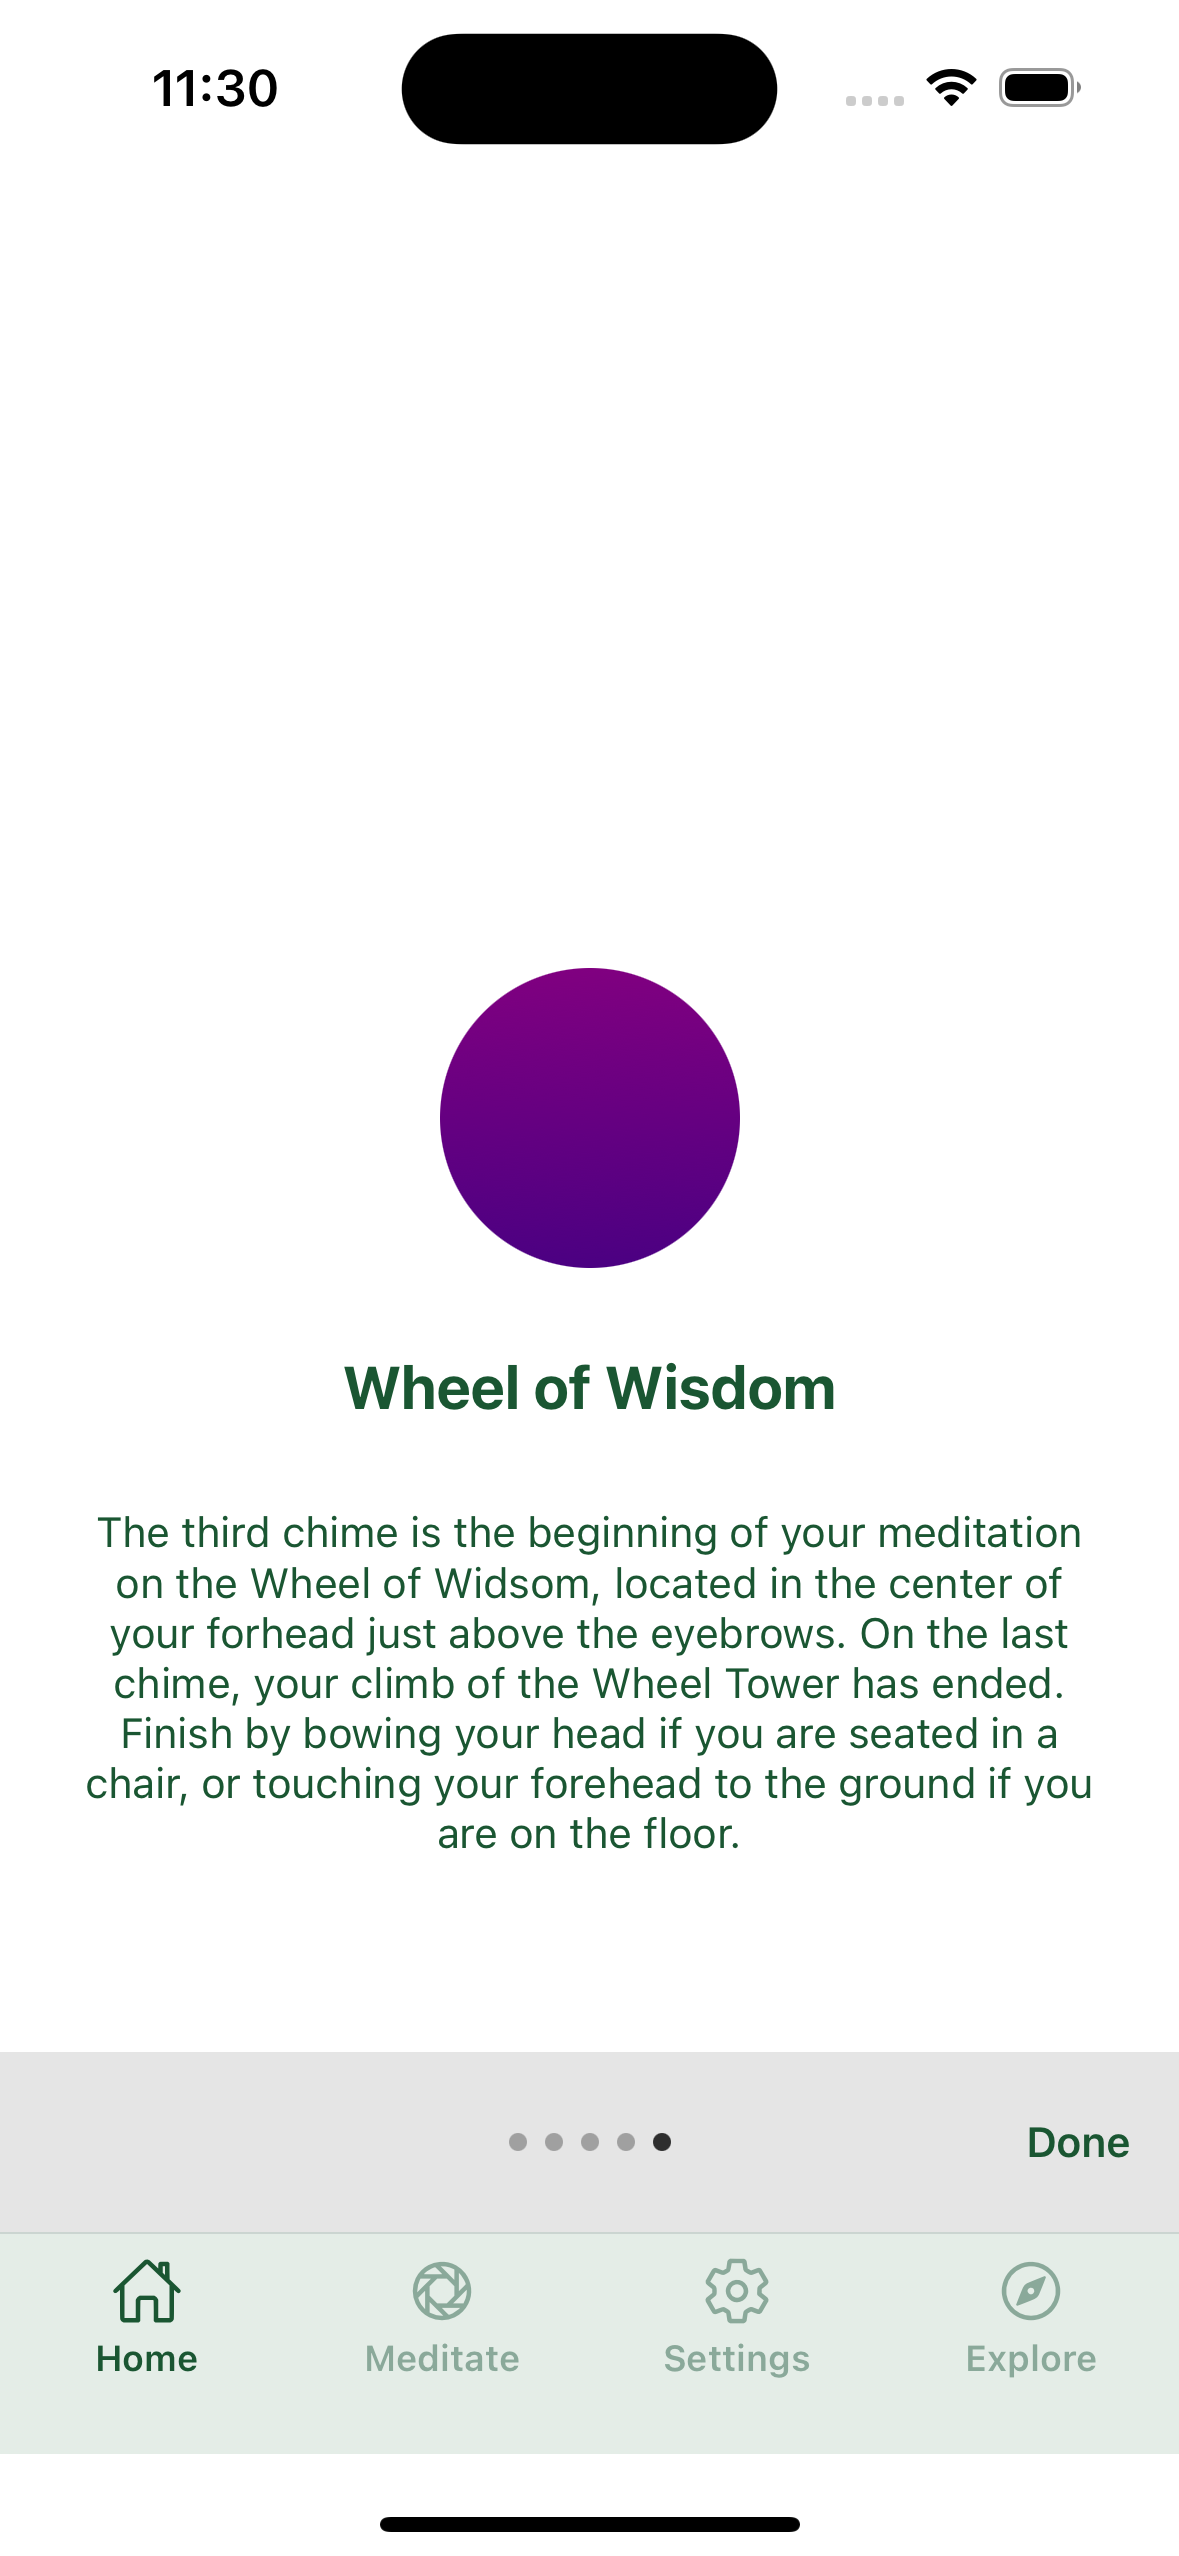 11:30
Wheel of Wisdom
The third chime is the beginning of your meditation
on the Wheel of Widsom, located in the center of
your forhead just above the eyebrows. On the last
chime, your climb of the Wheel Tower has ended.
Finish by bowing your head if you are seated in a
chair, or touching your forehead to the ground if you
are on the floor.
Done
Home
Meditate
Settings
Explore